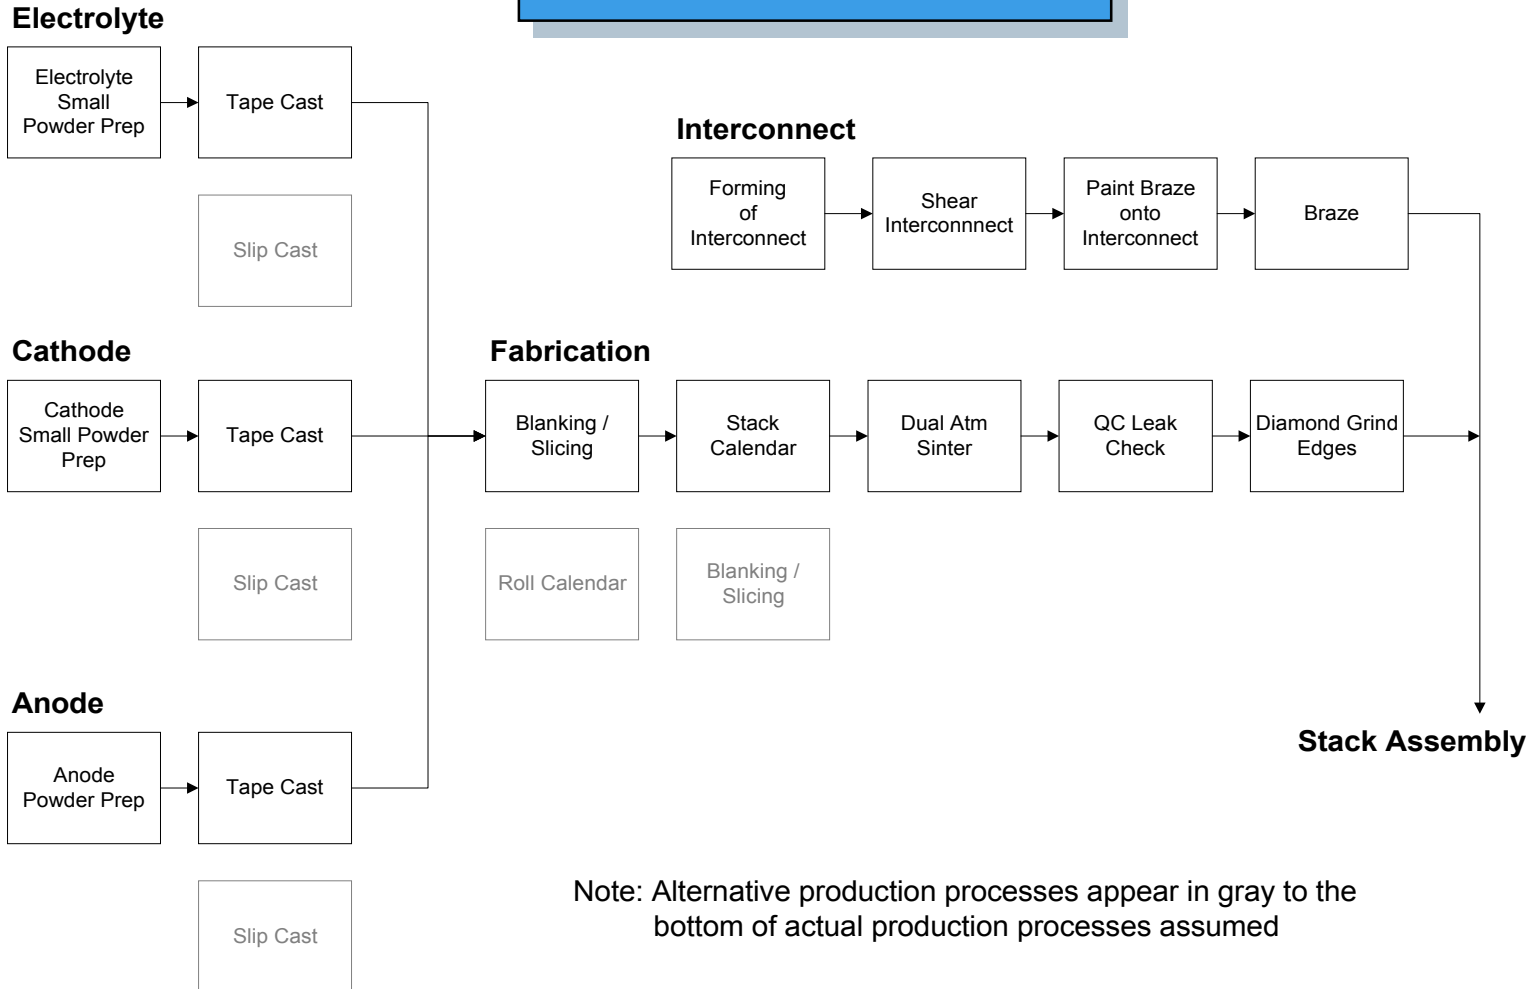 Electrolyte
Electrolyte
Small
Powder Prep
Tape Cast
Slip Cast
Interconnect
Forming
of
Interconnect
Shear
Interconnnect
Paint Braze
onto
Interconnect
Braze
Cathode
Cathode
Small Powder
Prep
Tape Cast
Slip Cast
Fabrication
Blanking /
Slicing
Stack
Calendar
Dual Atm
Sinter
QC Leak
Check
Diamond Grind
Edges
Roll Calendar
Blanking /
Slicing
Anode
Anode
Powder Prep
Tape Cast
Slip Cast
Stack Assembly
Note: Alternative production processes appear in gray to the
bottom of actual production processes assumed